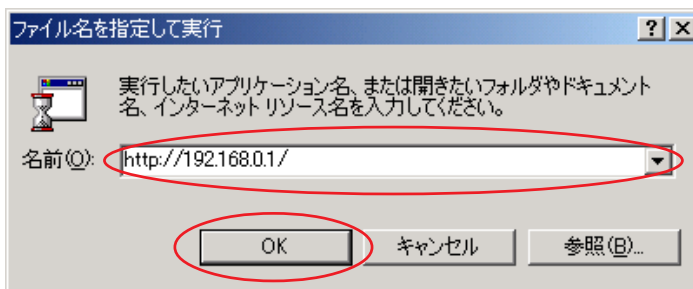 ファイル名を指定して実行
実行したいアプリケーション名、または開きたいフォルダやドキュメント
名、インターネット リソース名を入力してください。
名前(O): http://192.168.0.1/
OK キャンセル 参照(B)...